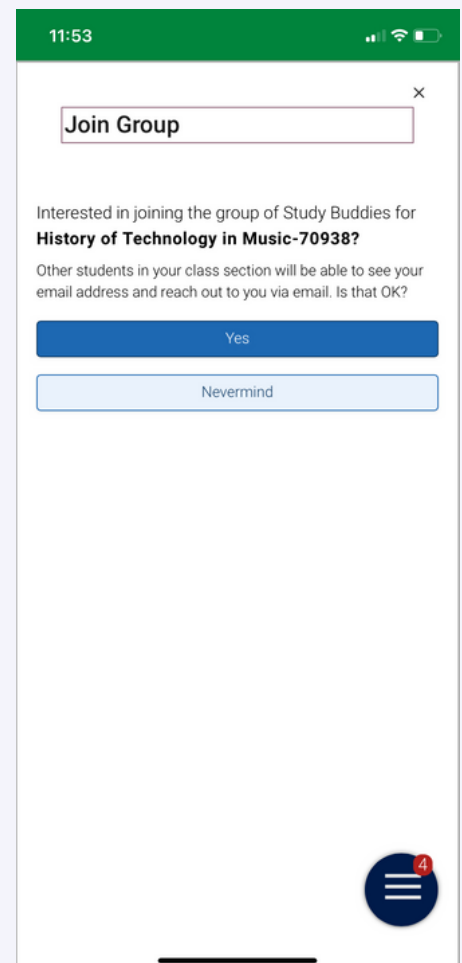 11:53
Join Group
Interested in joining the group of Study Buddies for
History of Technology in Music-70938?
Other students in your class section will be able to see your
email address and reach out to you via email. Is that OK?
Yes
Nevermind
4